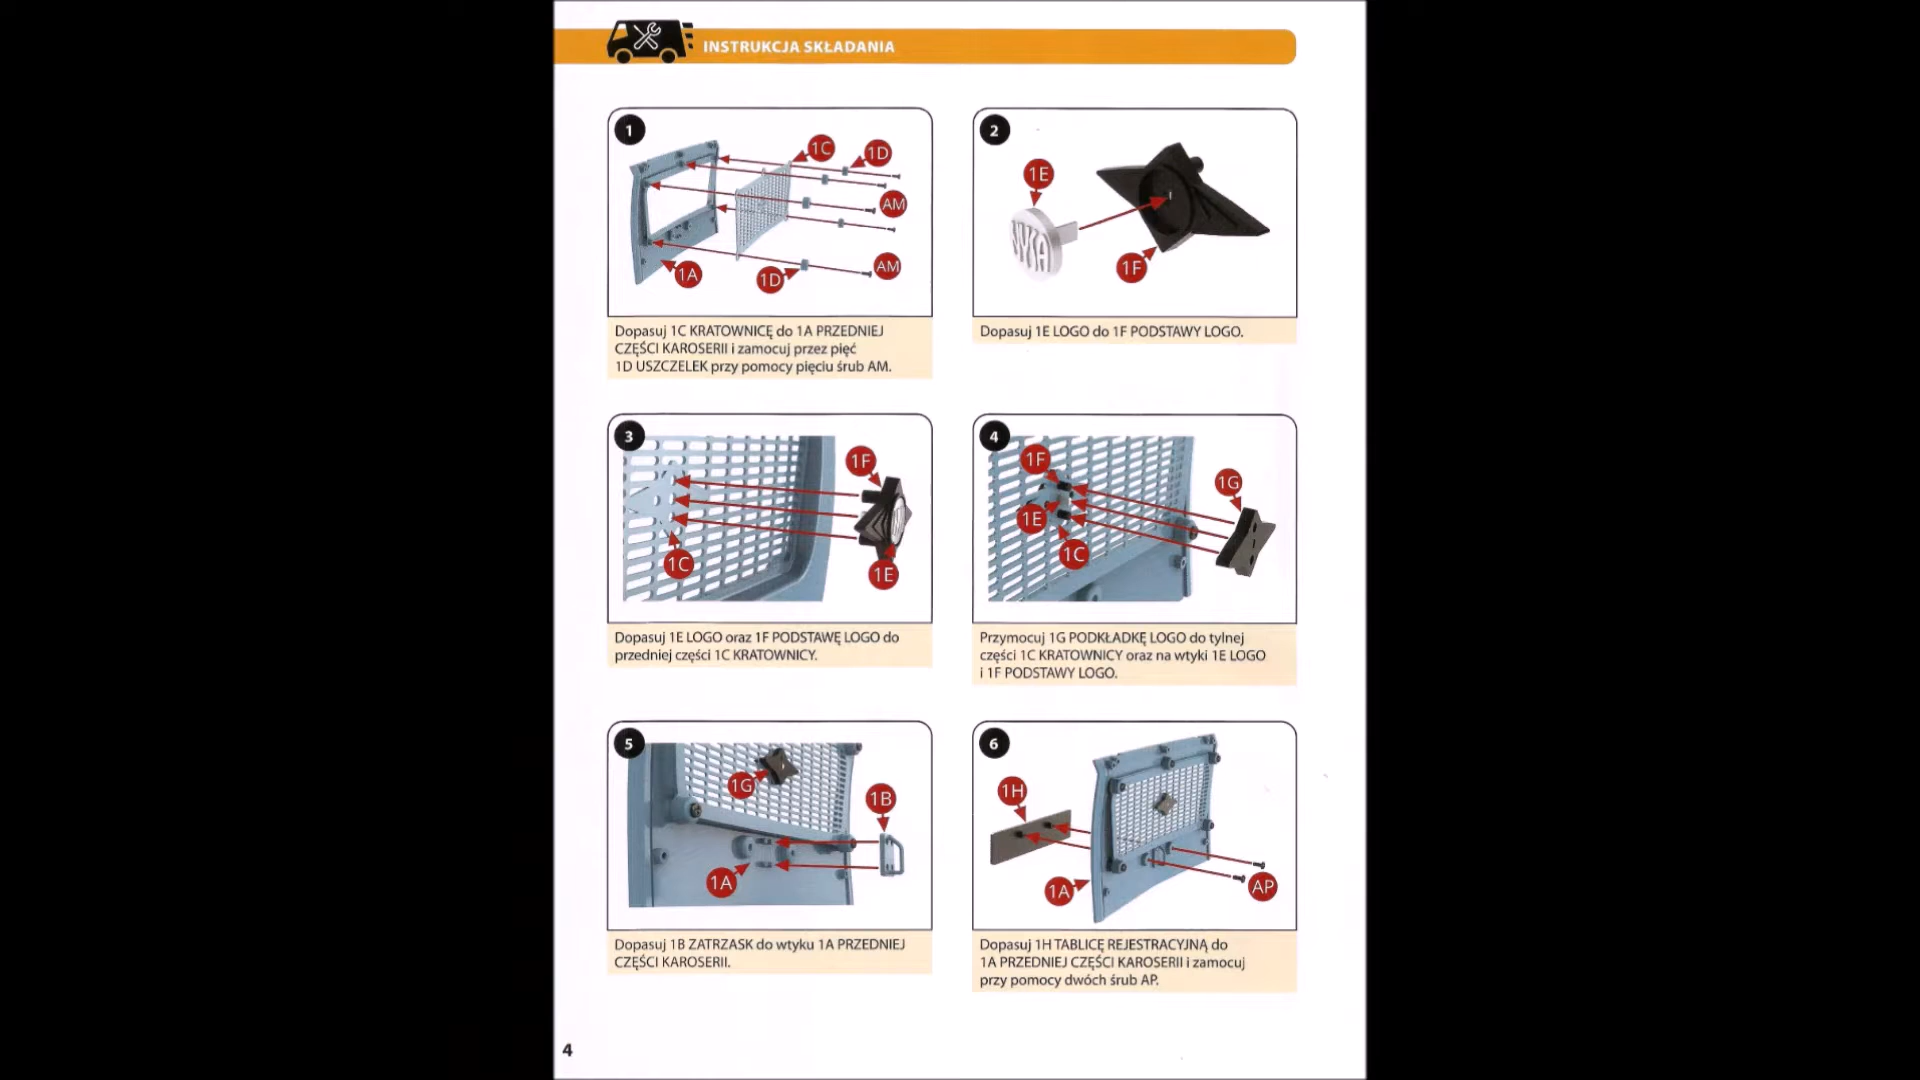 INSTRUKCJA SKŁADANIA
1
1C
1D
AM
1A
1D
AM
Dopasuj 1C KRATOWNICĘ do 1A PRZEDNIEJ
CZĘŚCI KAROSERII i zamocuj przez pięć
1D USZCZELEK przy pomocy pięciu śrub AM.
2
1E
WKA
1F
Dopasuj 1E LOGO do 1F PODSTAWY LOGO.
3
1F
1C
1E
Dopasuj 1E LOGO oraz 1F PODSTAWĘ LOGO do
przedniej części 1C KRATOWNICY.
4
1F
1G
1E
1C
Przymocuj 1G PODKŁADKĘ LOGO do tylnej
części 1C KRATOWNICY oraz na wtyki 1E LOGO
i 1F PODSTAWY LOGO.
5
1G
1B
1A
Dopasuj 1B ZATRZASK do wtyku 1A PRZEDNIEJ
CZĘŚCI KAROSERII.
6
1H
1A
AP
Dopasuj 1H TABLICĘ REJESTRACYJNĄ do
1A PRZEDNIEJ CZĘŚCI KAROSERII i zamocuj
przy pomocy dwóch śrub AP.
4